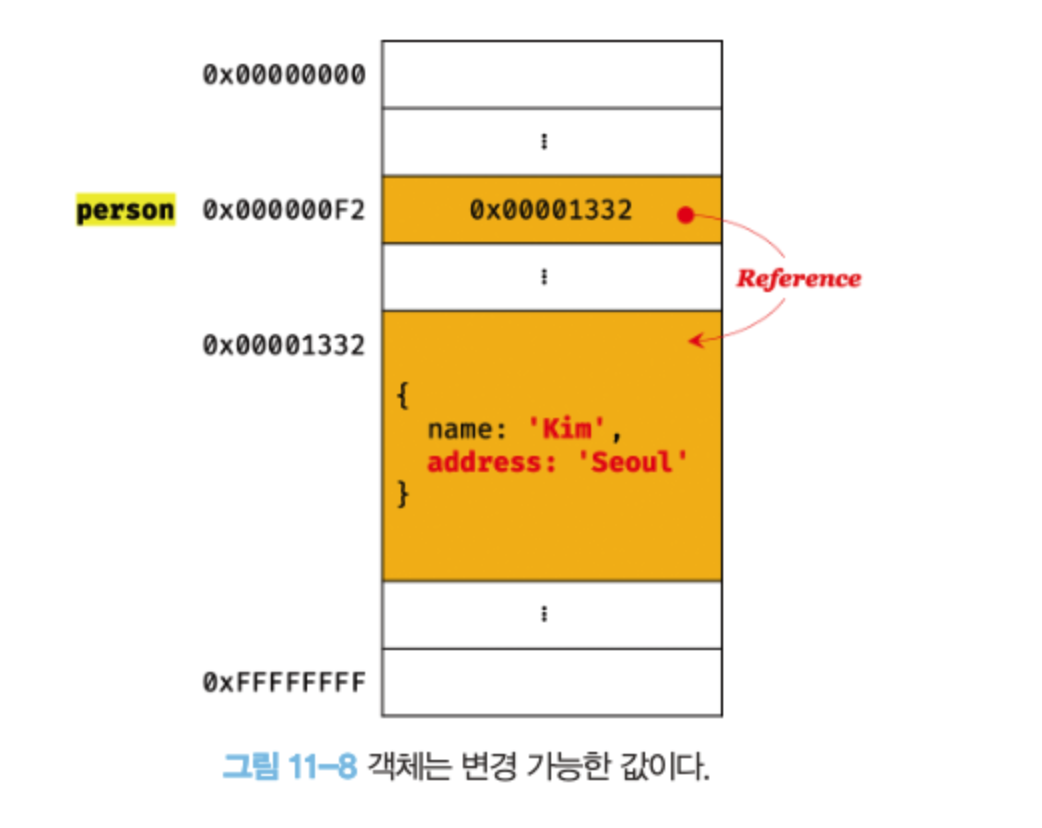 0x00000000
⋮
person 0x000000F2 0x00001332
⋮
Reference
0x00001332
{
name: 'Kim',
address: 'Seoul'
}
⋮
0xFFFFFFFF
그림 11-8 객체는 변경 가능한 값이다.